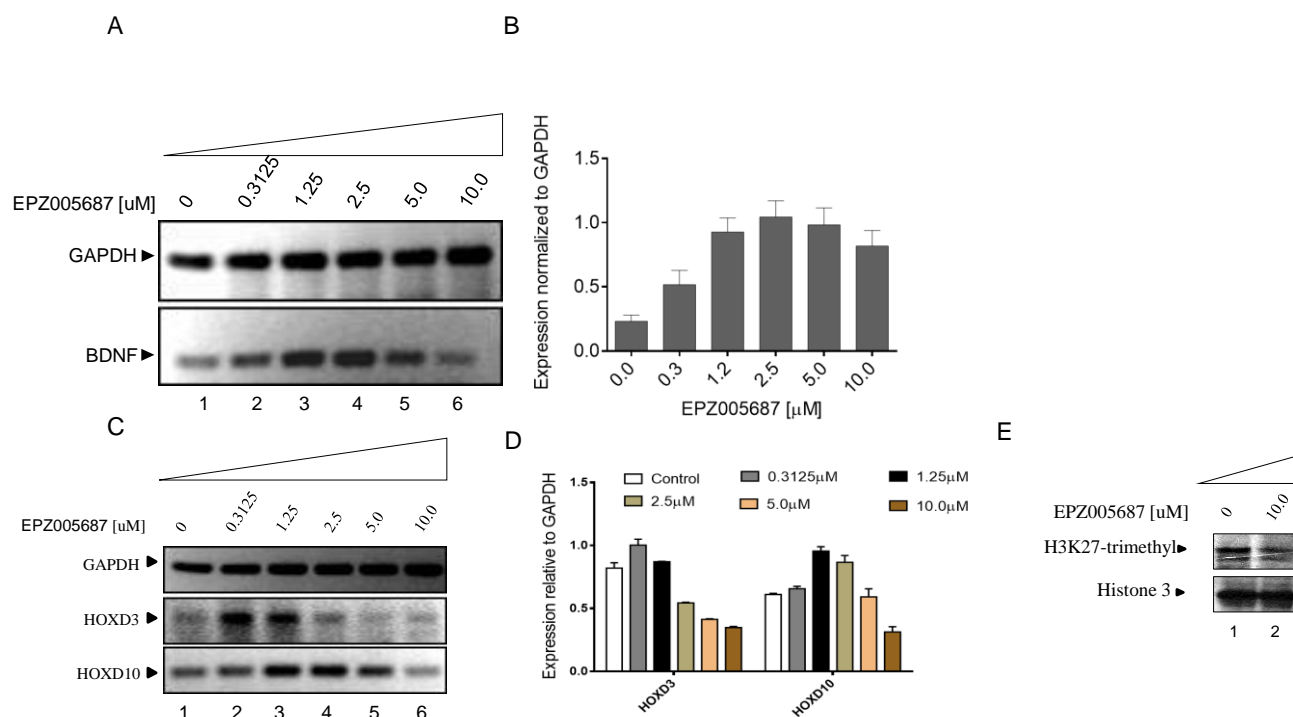 A
EPZ005687 [uM] 0 0.3125 1.25 2.5 5.0 10.0
GAPDH
BDNF
1 2 3 4 5 6
B
Expression normalized to GAPDH
1.5
1.0
0.5
0.0
0.0 0.3 1.2 2.5 5.0 10.0
EPZ005687 [μM]
C
EPZ005687 [uM] 0 0.3125 1.25 2.5 5.0 10.0
GAPDH
HOXD3
HOXD10
1 2 3 4 5 6
D
Expression relative to GAPDH
Control 0.3125μM 1.25μM
2.5μM 5.0μM 10.0μM
1.5
1.0
0.5
0.0
HOXD3 HOXD10
E
EPZ005687 [uM] 0 10.0
H3K27-trimethyl
Histone 3
1 2